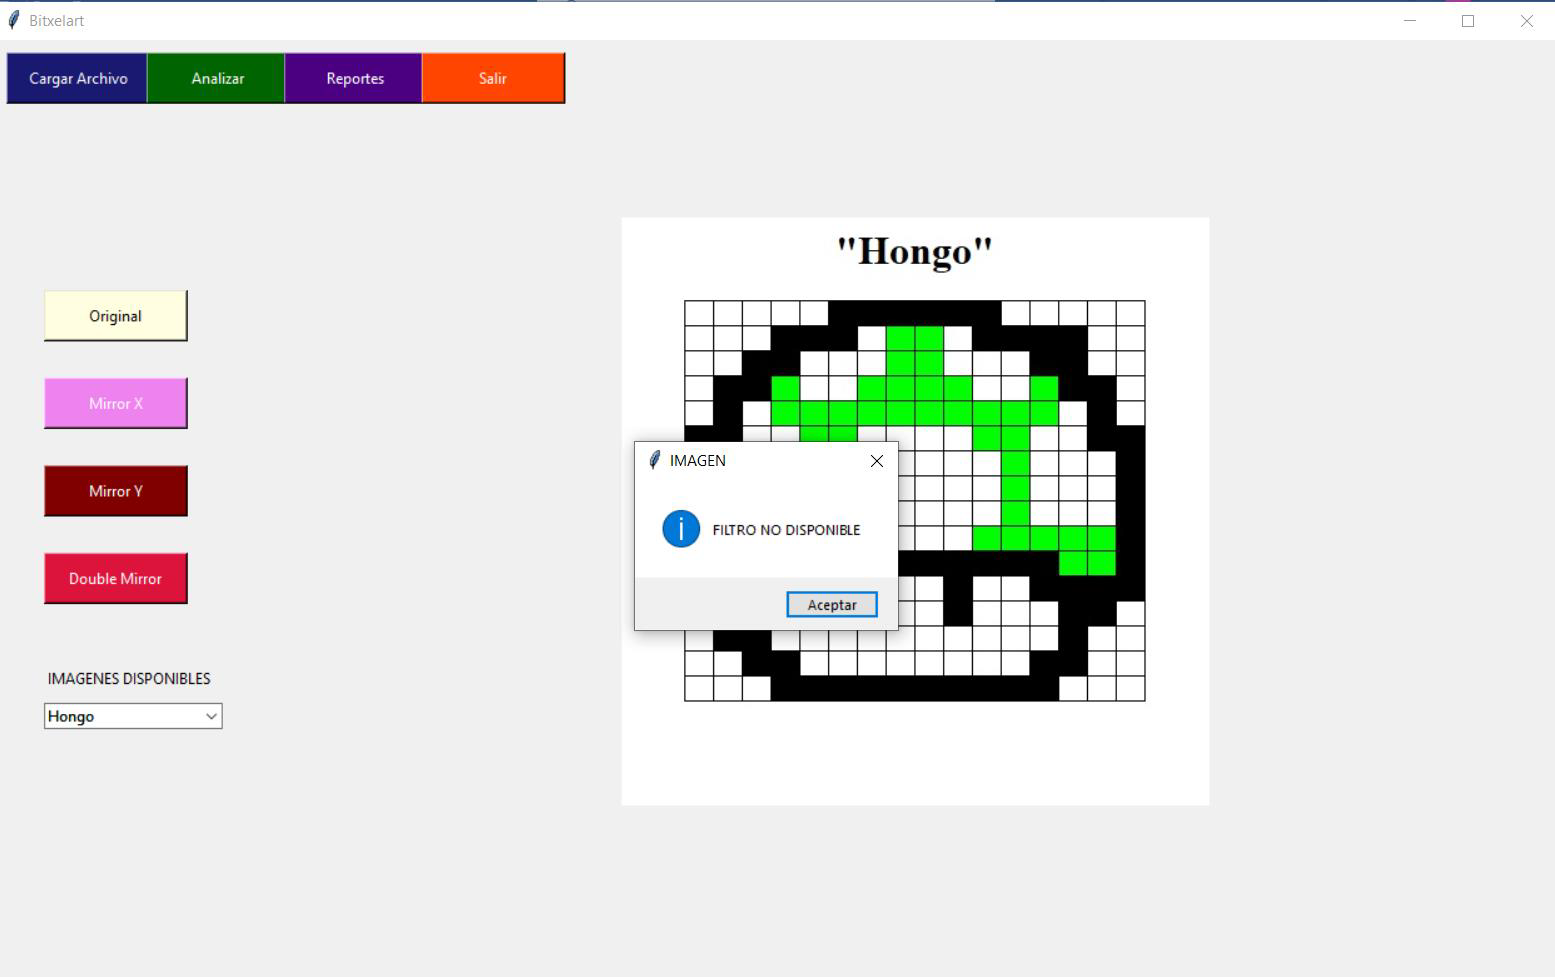 Bitxelart
Cargar Archivo
Analizar
Reportes
Salir
"Hongo"
Original
Mirror X
Mirror Y
Double Mirror
IMAGEN
FILTRO NO DISPONIBLE
Aceptar
IMAGENES DISPONIBLES
Hongo